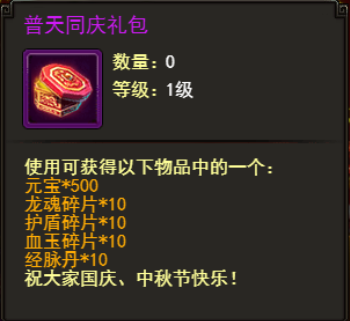 普天同庆礼包
数量：0
等级：1级
使用可获得以下物品中的一个：
元宝*500
龙魂碎片*10
护盾碎片*10
血玉碎片*10
经脉丹*10
祝大家国庆、中秋节快乐！